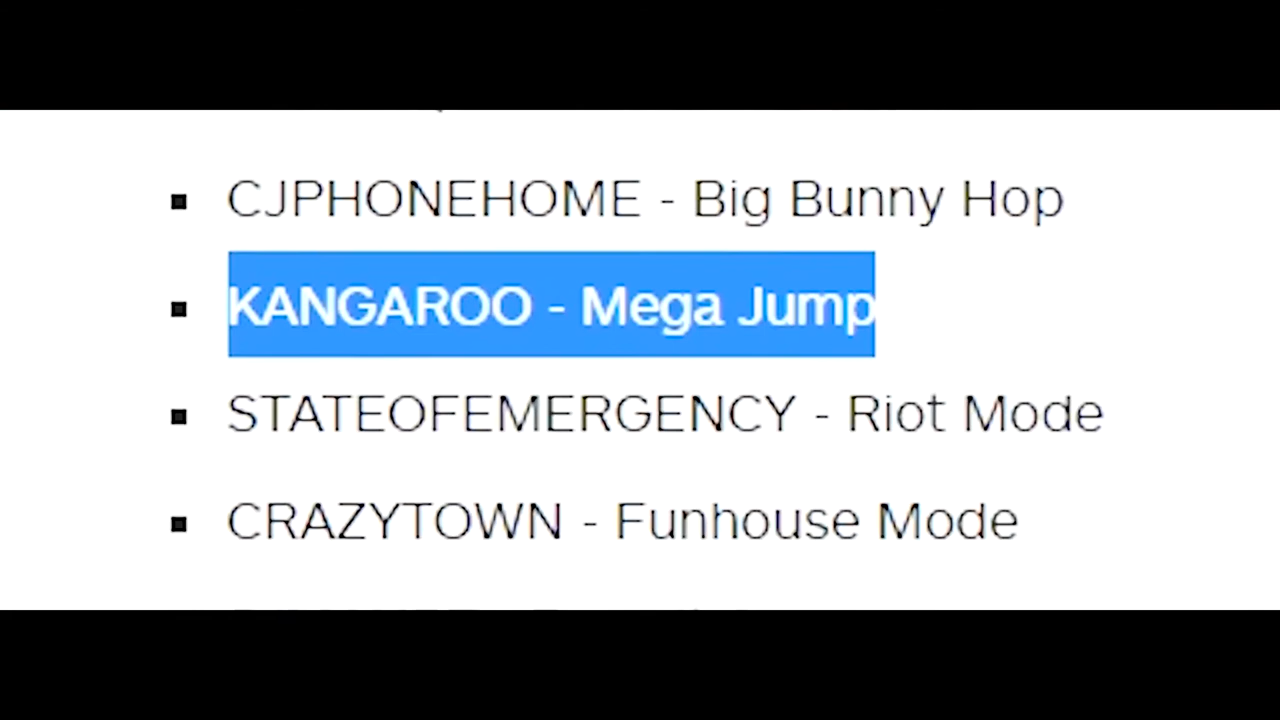 CJPHONEHOME - Big Bunny Hop
KANGAROO - Mega Jump
STATEOFEMERGENCY - Riot Mode
CRAZYTOWN - Funhouse Mode